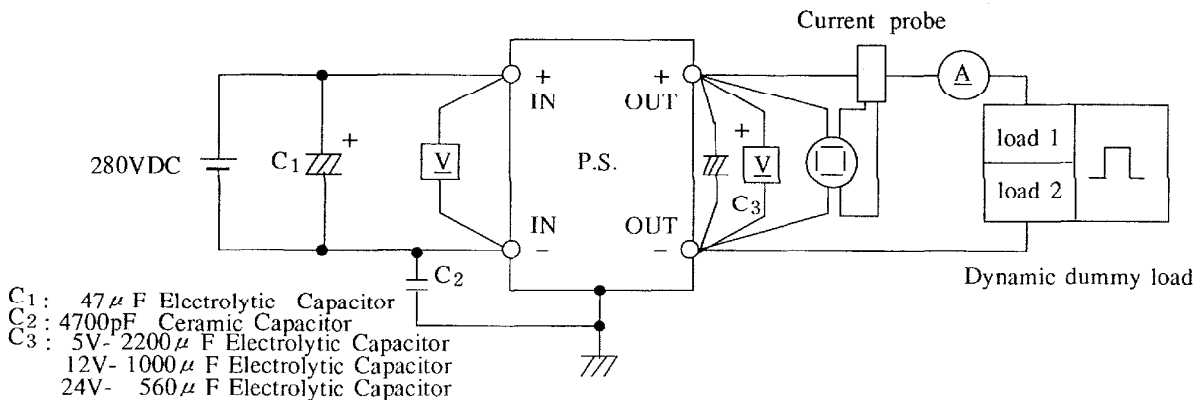 Current probe
+
+
A
IN
OUT
+
+
load 1
280VDC
C1
V
P.S.
V
load 2
C3
IN
OUT
−
−
C2
Dynamic dummy load
C1: 47μF Electrolytic Capacitor
C2: 4700pF Ceramic Capacitor
C3: 5V- 2200μF Electrolytic Capacitor
12V- 1000μF Electrolytic Capacitor
24V- 560μF Electrolytic Capacitor